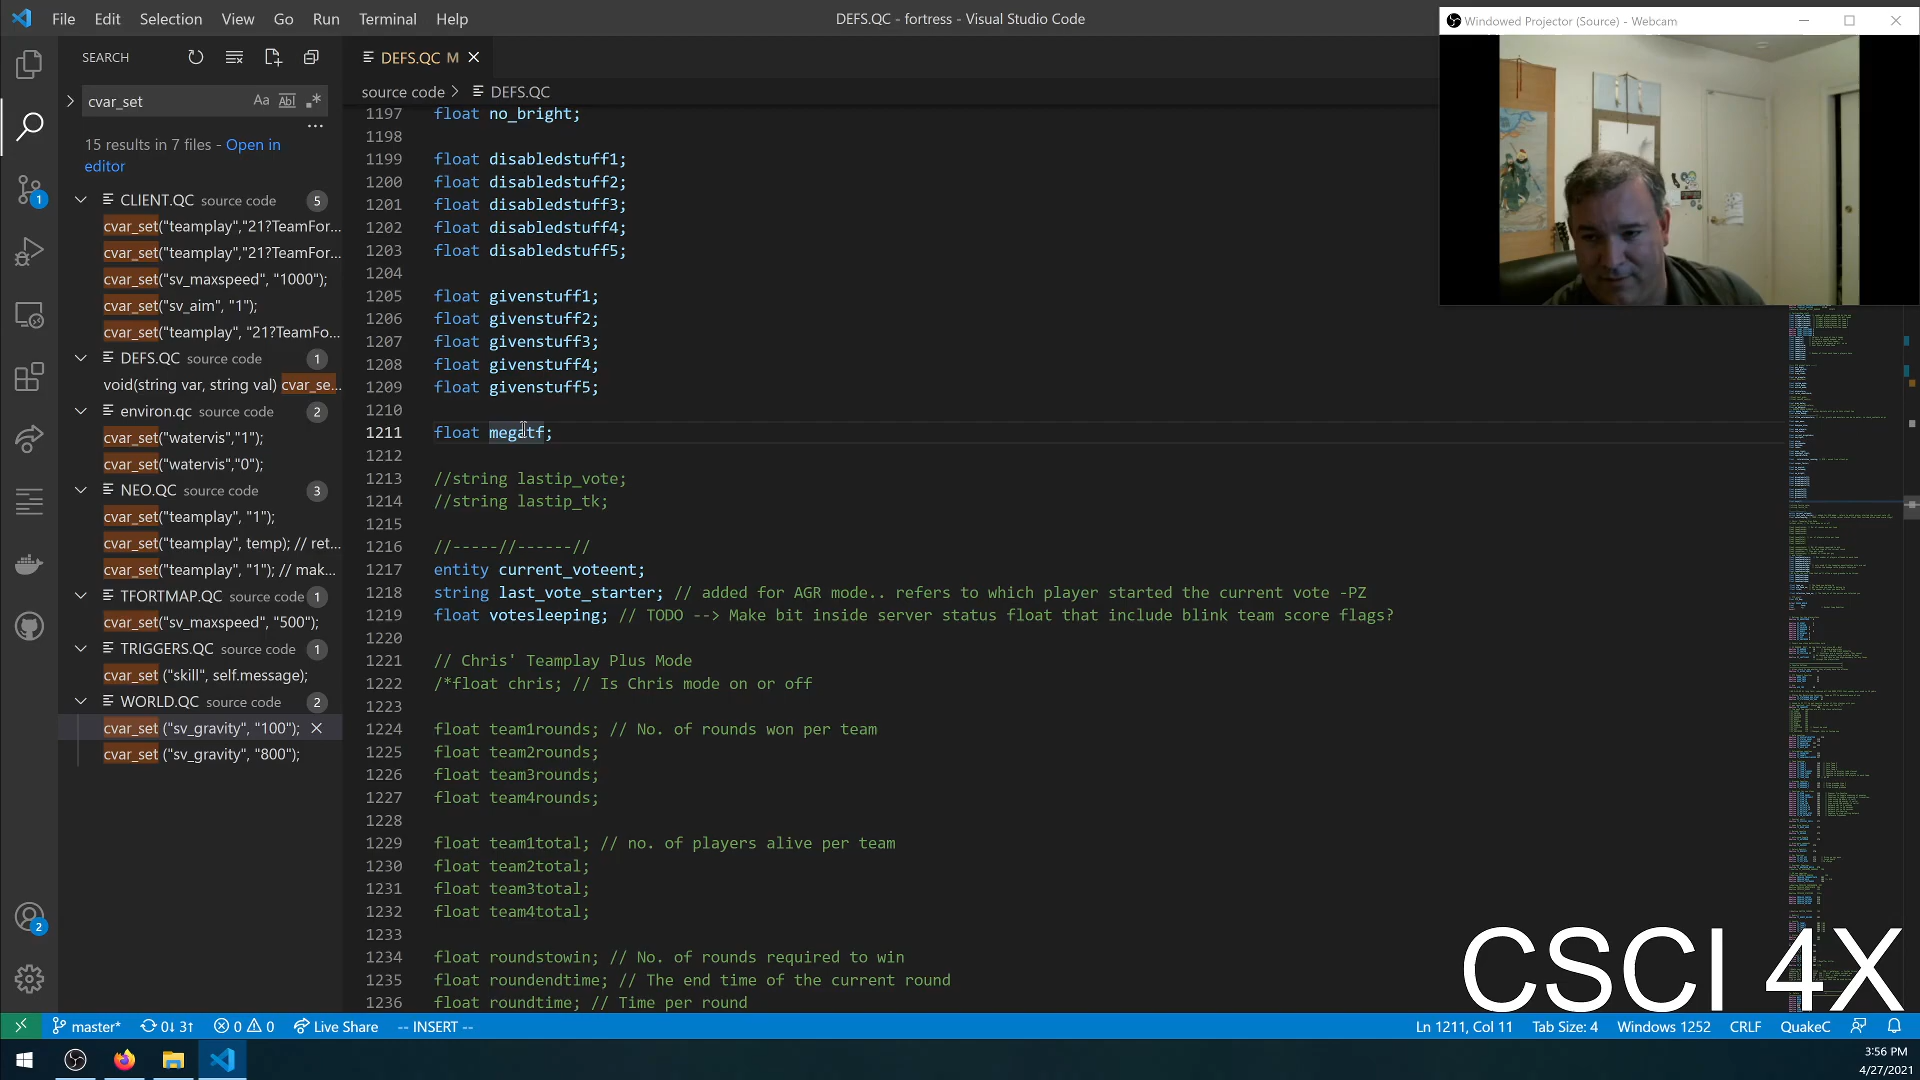 File Edit Selection View Go Run Terminal Help
DEFS.QC - fortress - Visual Studio Code
Windowed Projector (Source) - Webcam
SEARCH
DEFS.QC M
cvar_set
Aa Abl .*
15 results in 7 files - Open in
editor
CLIENT.QC source code 5
cvar_set("teamplay","21?TeamFor...
cvar_set("teamplay","21?TeamFor...
cvar_set("sv_maxspeed", "1000");
cvar_set("sv_aim", "1");
cvar_set("teamplay", "21?TeamFo...
DEFS.QC source code 1
void(string var, string val) cvar_se...
environ.qc source code 2
cvar_set("watervis","1");
cvar_set("watervis","0");
NEO.QC source code 3
cvar_set("teamplay", "1");
cvar_set("teamplay", temp); // ret...
cvar_set("teamplay", "1"); // mak...
TFORTMAP.QC source code 1
cvar_set("sv_maxspeed", "500");
TRIGGERS.QC source code 1
cvar_set ("skill", self.message);
WORLD.QC source code 2
cvar_set ("sv_gravity", "100");
cvar_set ("sv_gravity", "800");
1
2
source code > DEFS.QC
1197 float no_bright;
1198
1199 float disabledstuff1;
1200 float disabledstuff2;
1201 float disabledstuff3;
1202 float disabledstuff4;
1203 float disabledstuff5;
1204
1205 float givenstuff1;
1206 float givenstuff2;
1207 float givenstuff3;
1208 float givenstuff4;
1209 float givenstuff5;
1210
1211 float megatf;
1212
1213 //string lastip_vote;
1214 //string lastip_tk;
1215
1216 //-----//------//
1217 entity current_voteent;
1218 string last_vote_starter; // added for AGR mode.. refers to which player started the current vote -PZ
1219 float votesleeping; // TODO --> Make bit inside server status float that include blink team score flags?
1220
1221 // Chris' Teamplay Plus Mode
1222 /*float chris; // Is Chris mode on or off
1223
1224 float team1rounds; // No. of rounds won per team
1225 float team2rounds;
1226 float team3rounds;
1227 float team4rounds;
1228
1229 float team1total; // no. of players alive per team
1230 float team2total;
1231 float team3total;
1232 float team4total;
1233
1234 float roundstowin; // No. of rounds required to win
1235 float roundendtime; // The end time of the current round
1236 float roundtime; // Time per round
CSCI 4X
master* 0↓ 3↑ 0 0 Live Share -- INSERT --
Ln 1211, Col 11 Tab Size: 4 Windows 1252 CRLF QuakeC
3:56 PM
4/27/2021